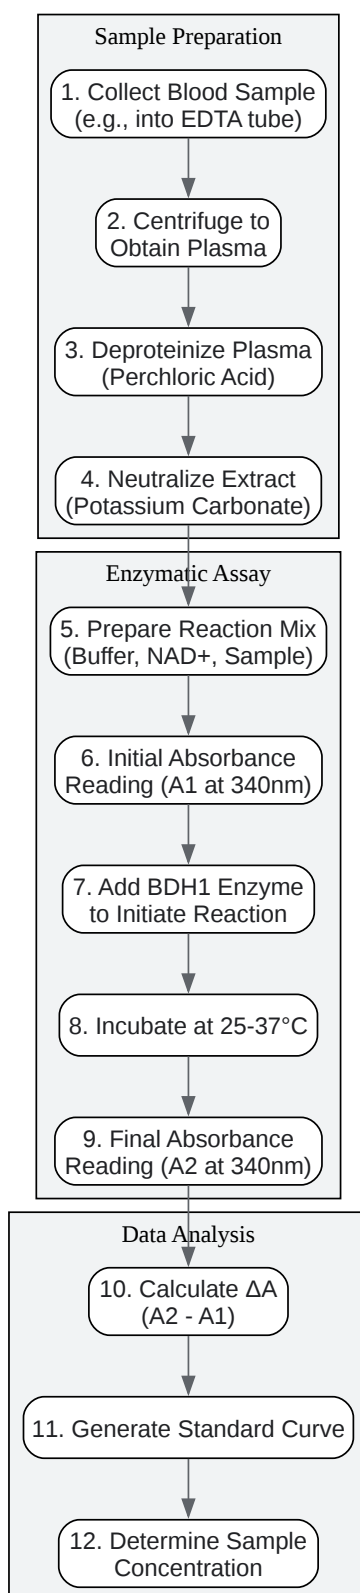 Sample Preparation
1. Collect Blood Sample
(e.g., into EDTA tube)
2. Centrifuge to
Obtain Plasma
3. Deproteinize Plasma
(Perchloric Acid)
4. Neutralize Extract
(Potassium Carbonate)
Enzymatic Assay
5. Prepare Reaction Mix
(Buffer, NAD+, Sample)
6. Initial Absorbance
Reading (A1 at 340nm)
7. Add BDH1 Enzyme
to Initiate Reaction
8. Incubate at 25-37°C
9. Final Absorbance
Reading (A2 at 340nm)
Data Analysis
10. Calculate ΔA
(A2 - A1)
11. Generate Standard Curve
12. Determine Sample
Concentration